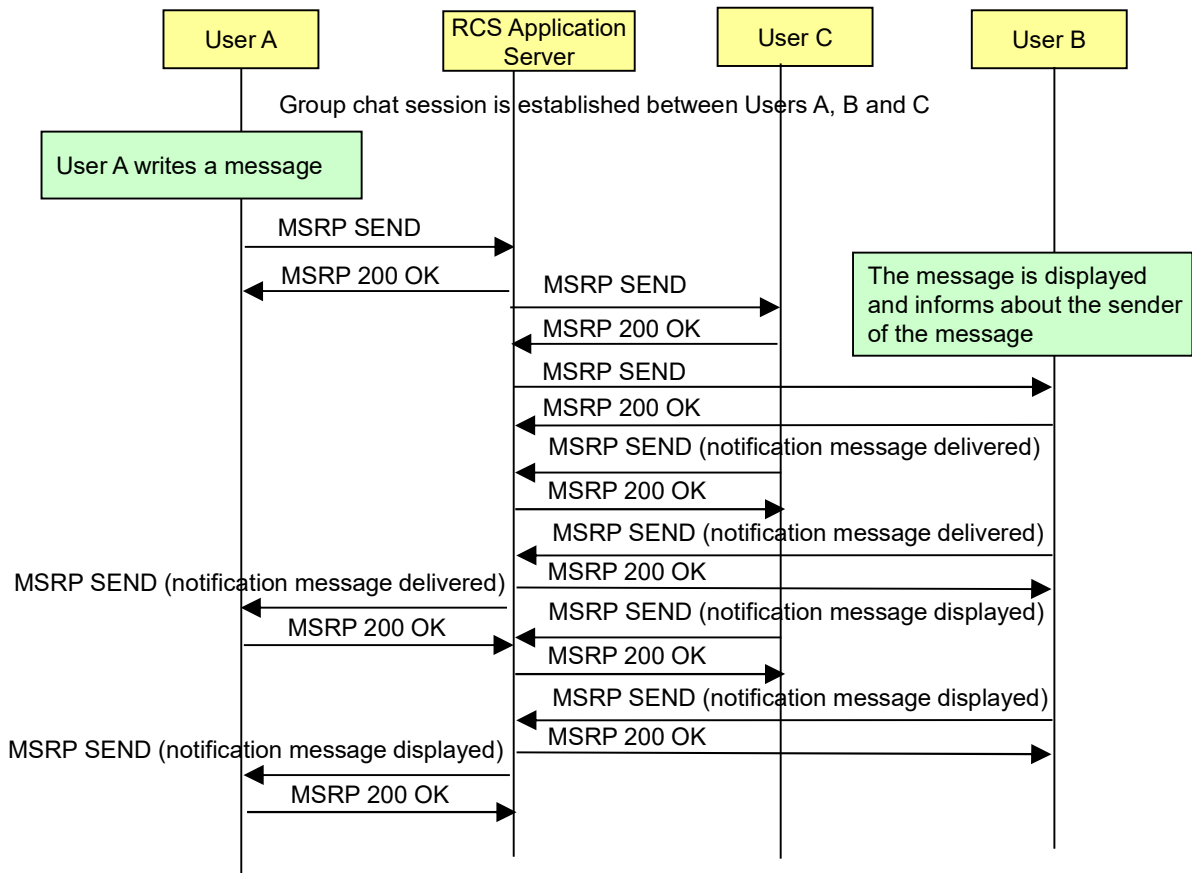 User A
RCS Application
Server
User C
User B
Group chat session is established between Users A, B and C
User A writes a message
MSRP SEND
MSRP 200 OK
MSRP SEND
The message is displayed
and informs about the sender
of the message
MSRP 200 OK
MSRP SEND
MSRP 200 OK
MSRP SEND (notification message delivered)
MSRP 200 OK
MSRP SEND (notification message delivered)
MSRP 200 OK
MSRP SEND (notification message delivered)
MSRP SEND (notification message displayed)
MSRP 200 OK
MSRP 200 OK
MSRP SEND (notification message displayed)
MSRP 200 OK
MSRP SEND (notification message displayed)
MSRP 200 OK